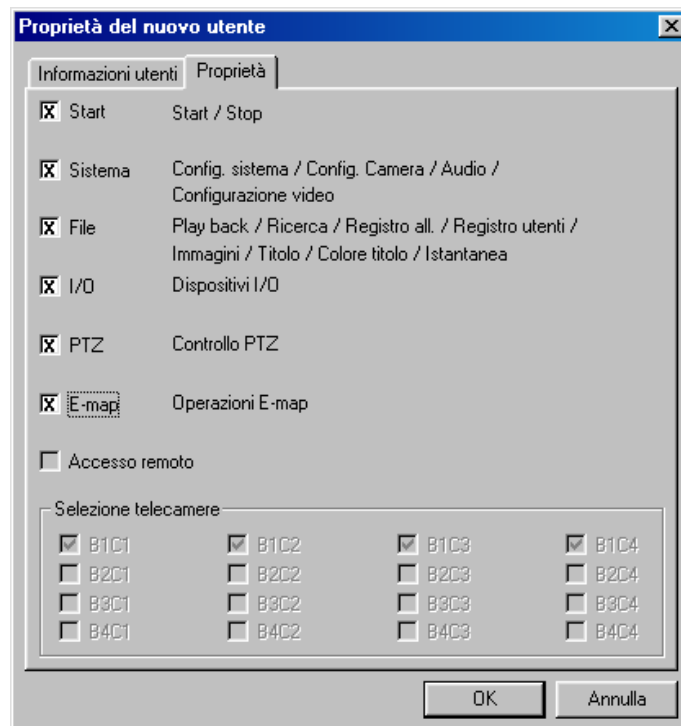 Proprietà del nuovo utente
Informazioni utenti Proprietà
Start Start / Stop
Sistema Config. sistema / Config. Camera / Audio /
Configurazione video
File Play back / Ricerca / Registro all. / Registro utenti /
Immagini / Titolo / Colore titolo / Istantanea
I/O Dispositivi I/O
PTZ Controllo PTZ
E-map Operazioni E-map
Accesso remoto
Selezione telecamere
B1C1 B1C2 B1C3 B1C4
B2C1 B2C2 B2C3 B2C4
B3C1 B3C2 B3C3 B3C4
B4C1 B4C2 B4C3 B4C4
OK Annulla